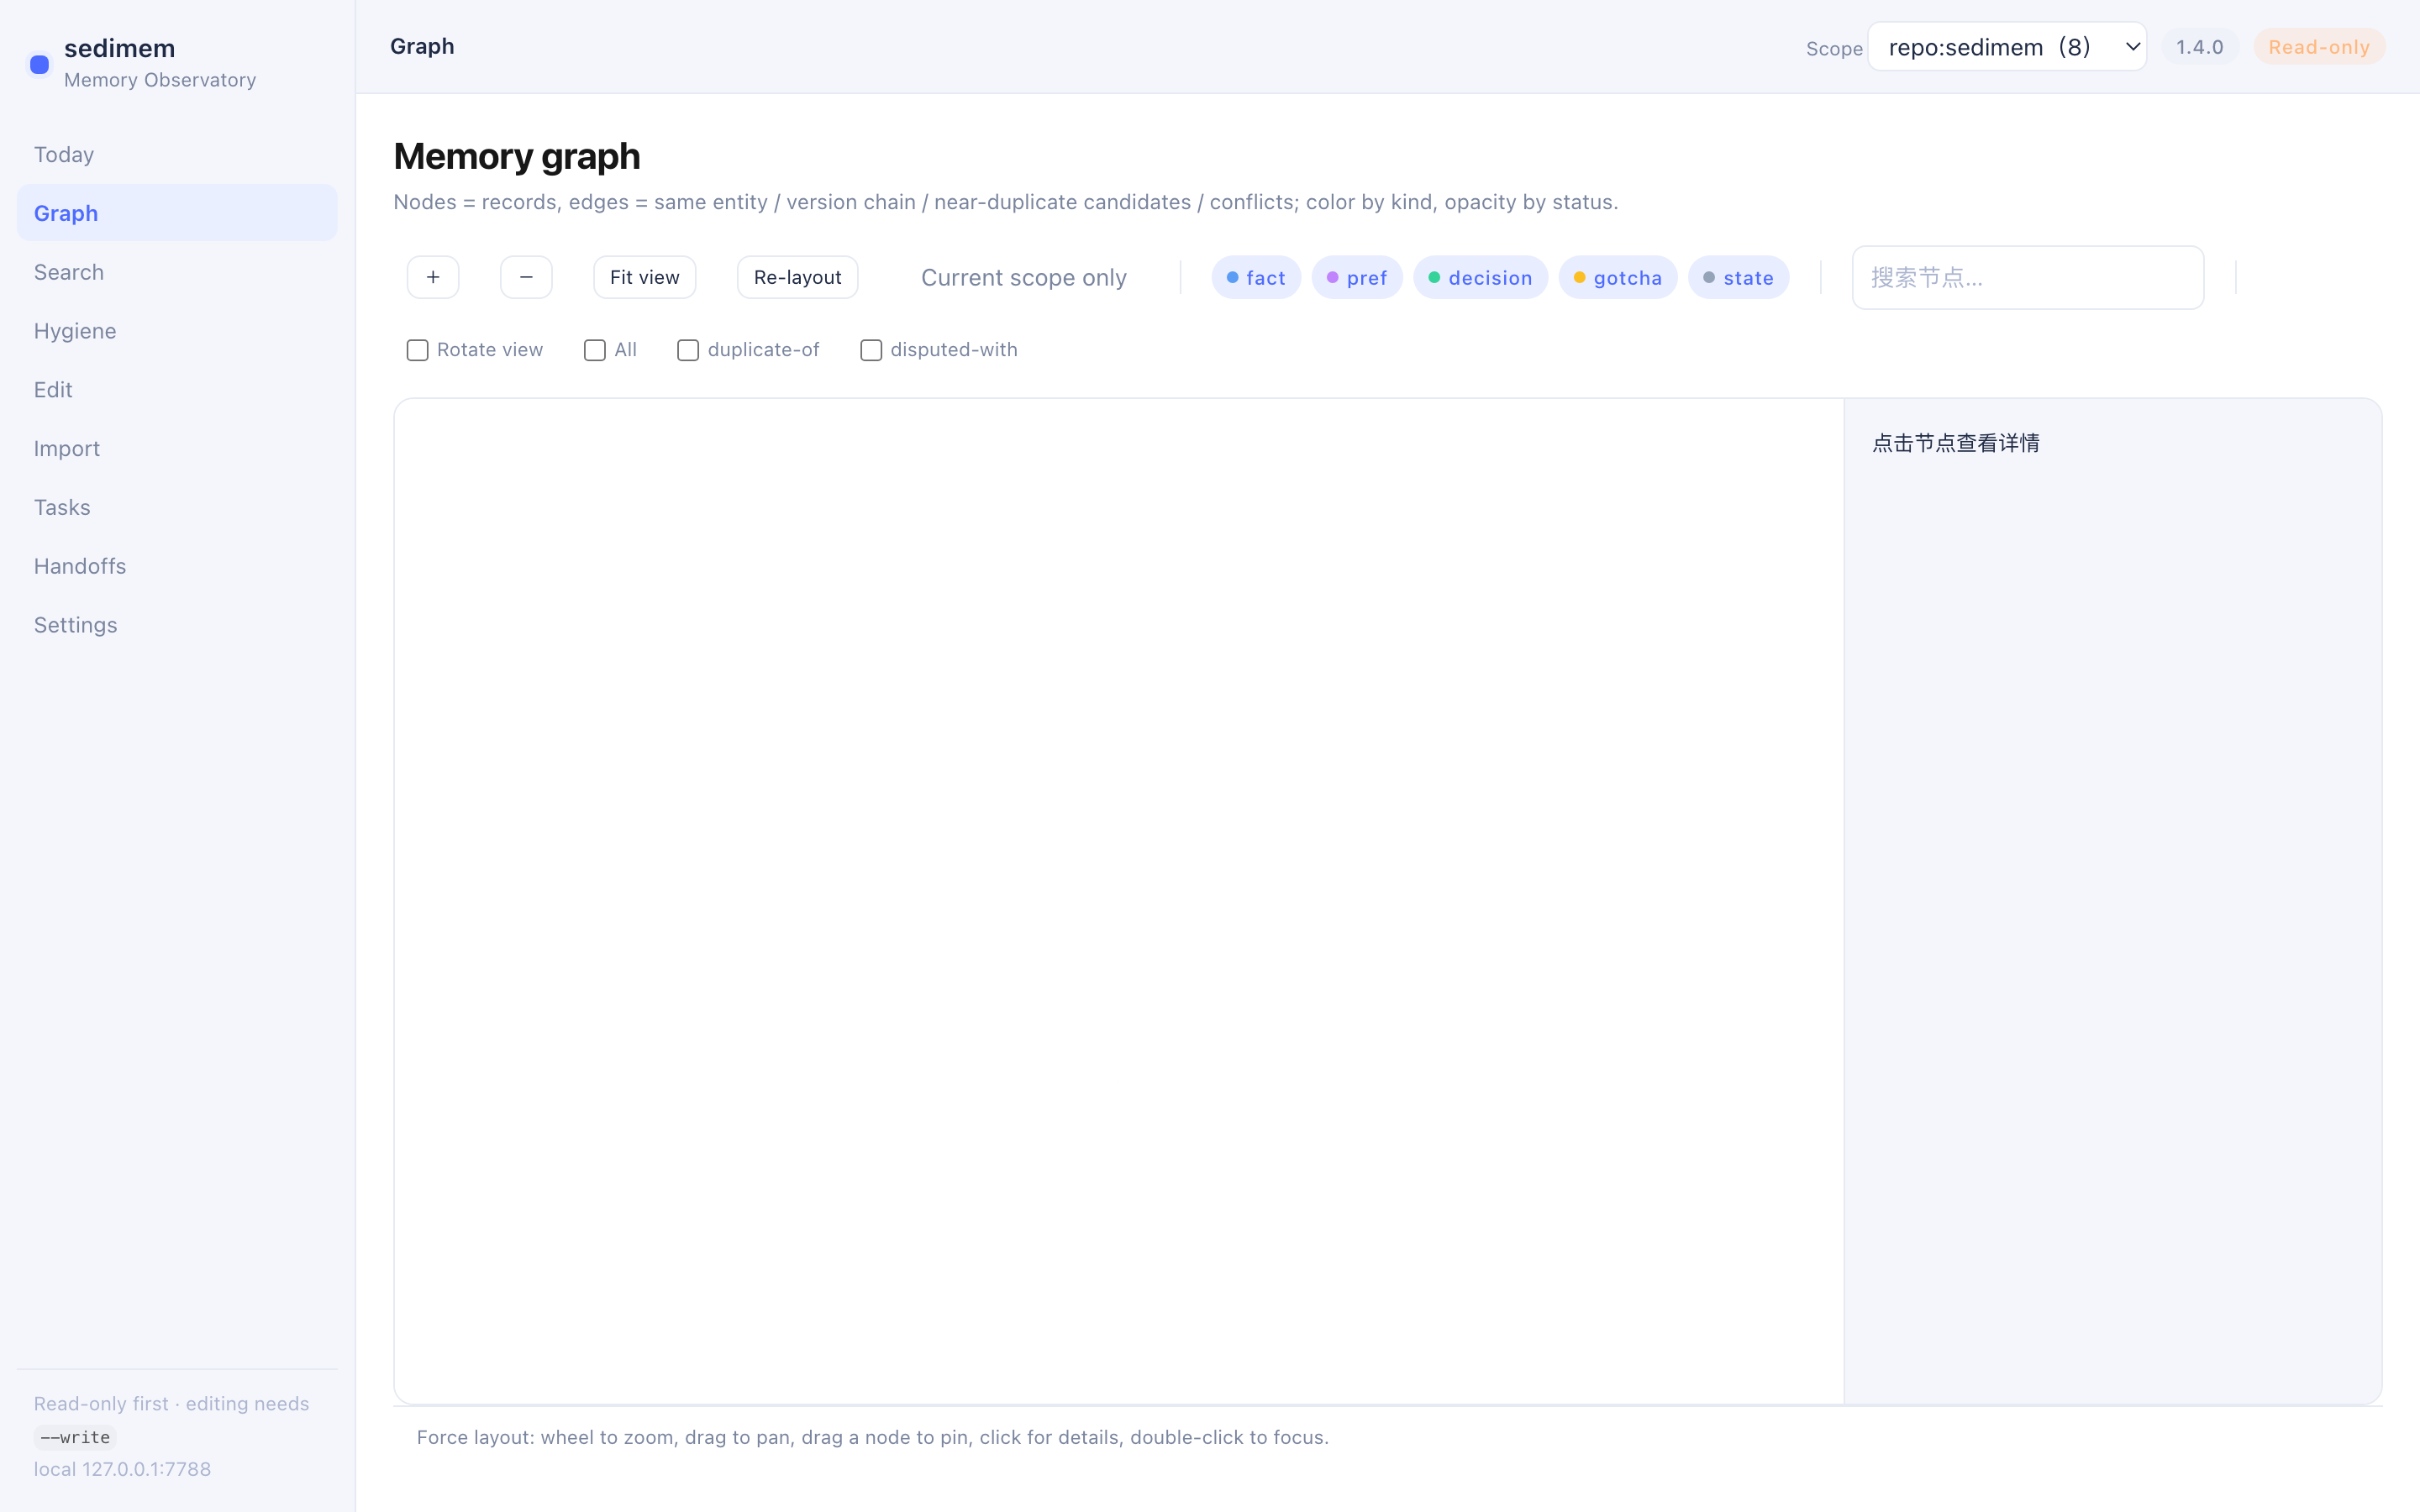 sedimem
Memory Observatory
Today
Graph
Search
Hygiene
Edit
Import
Tasks
Handoffs
Settings
Read-only first · editing needs
--write
local 127.0.0.1:7788
Graph
Scope
repo:sedimem (8)
1.4.0
Read-only
Memory graph
Nodes = records, edges = same entity / version chain / near-duplicate candidates / conflicts; color by kind, opacity by status.
+
−
Fit view
Re-layout
Current scope only
fact
pref
decision
gotcha
state
搜索节点…
Rotate view
All
duplicate-of
disputed-with
点击节点查看详情
Force layout: wheel to zoom, drag to pan, drag a node to pin, click for details, double-click to focus.